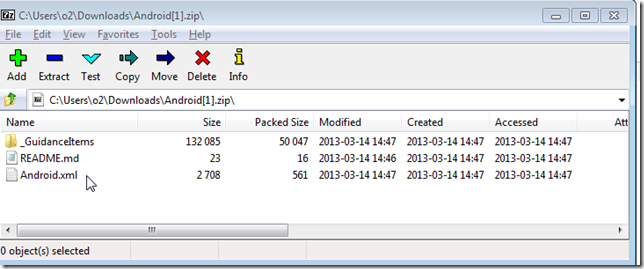 C:\Users\o2\Downloads\Android[1].zip\
File Edit View Favorites Tools Help
Add Extract Test Copy Move Delete Info
C:\Users\o2\Downloads\Android[1].zip\
Name Size Packed Size Modified Created Accessed Att
_GuidanceItems 132 085 50 047 2013-03-14 14:47 2013-03-14 14:47 2013-03-14 14:47
README.md 23 16 2013-03-14 14:46 2013-03-14 14:47 2013-03-14 14:47
Android.xml 2 708 561 2013-03-14 14:47 2013-03-14 14:47 2013-03-14 14:47
0 object(s) selected